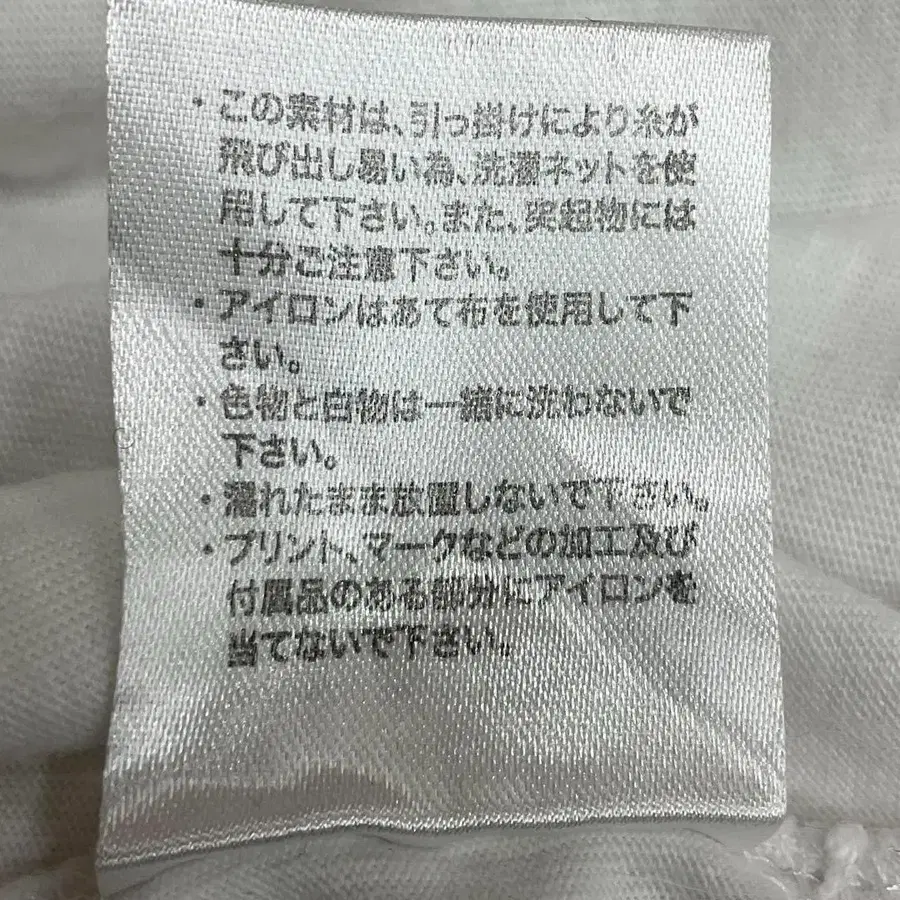 ・この素材は、引っ掛けにより糸が
飛び出し易い為、洗濯ネットを使
用して下さい。また、突起物には
十分ご注意下さい。
・アイロンはあて布を使用して下
さい。
・色物と白物は一緒に洗わないで
下さい。
・濡れたまま放置しないで下さい。
・プリント、マークなどの加工及び
付属品のある部分にアイロンを
当てないで下さい。